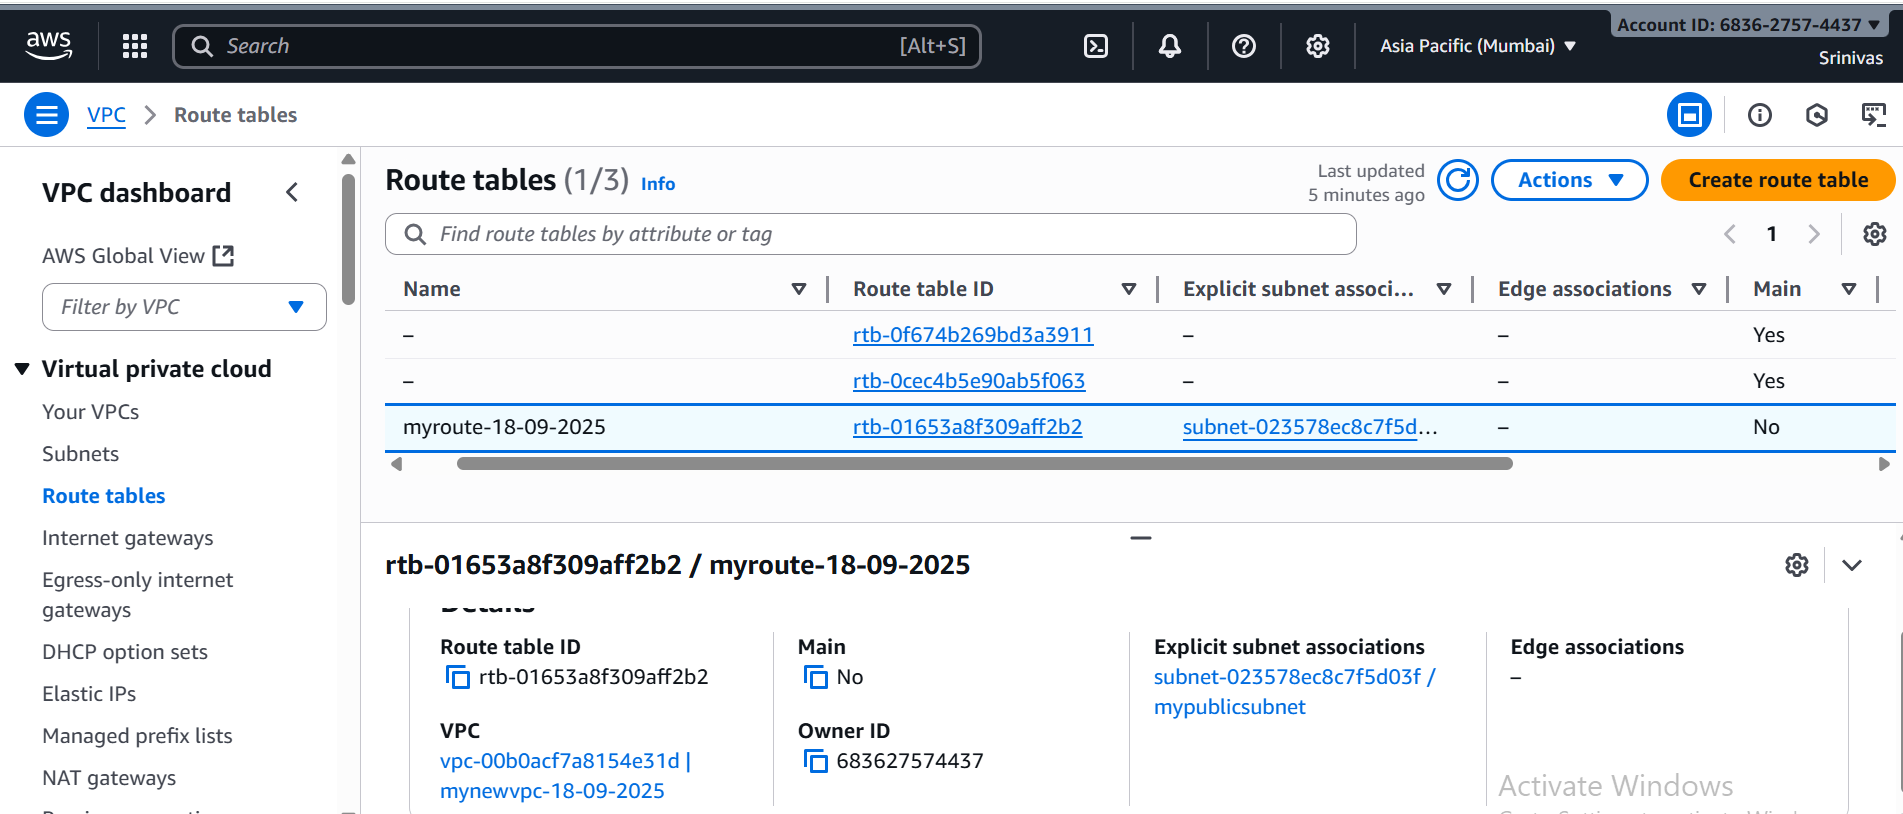 aws
Search
[Alt+S]
Asia Pacific (Mumbai)
Account ID: 6836-2757-4437
Srinivas
VPC
Route tables
VPC dashboard
AWS Global View
Filter by VPC
Virtual private cloud
Your VPCs
Subnets
Route tables
Internet gateways
Egress-only internet
gateways
DHCP option sets
Elastic IPs
Managed prefix lists
NAT gateways
Route tables (1/3) Info
Last updated
5 minutes ago
Actions
Create route table
Find route tables by attribute or tag
1
Name Route table ID Explicit subnet associ... Edge associations Main
– rtb-0f674b269bd3a3911 – – Yes
– rtb-0cec4b5e90ab5f063 – – Yes
myroute-18-09-2025 rtb-01653a8f309aff2b2 subnet-023578ec8c7f5d... – No
rtb-01653a8f309aff2b2 / myroute-18-09-2025
Details
Route table ID
rtb-01653a8f309aff2b2
Main
No
Explicit subnet associations
subnet-023578ec8c7f5d03f /
mypublicsubnet
Edge associations
–
VPC
vpc-00b0acf7a8154e31d |
mynewvpc-18-09-2025
Owner ID
683627574437
Activate Windows